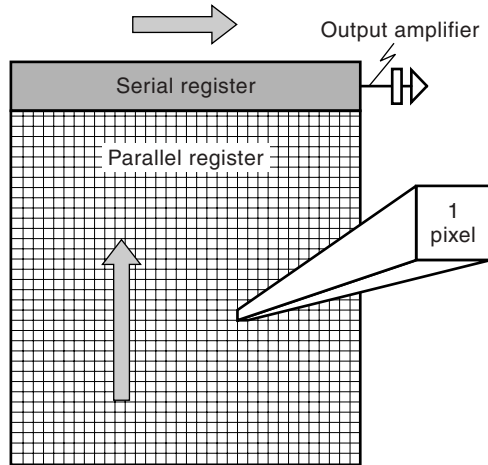 Output amplifier
Serial register
Parallel register
1
pixel